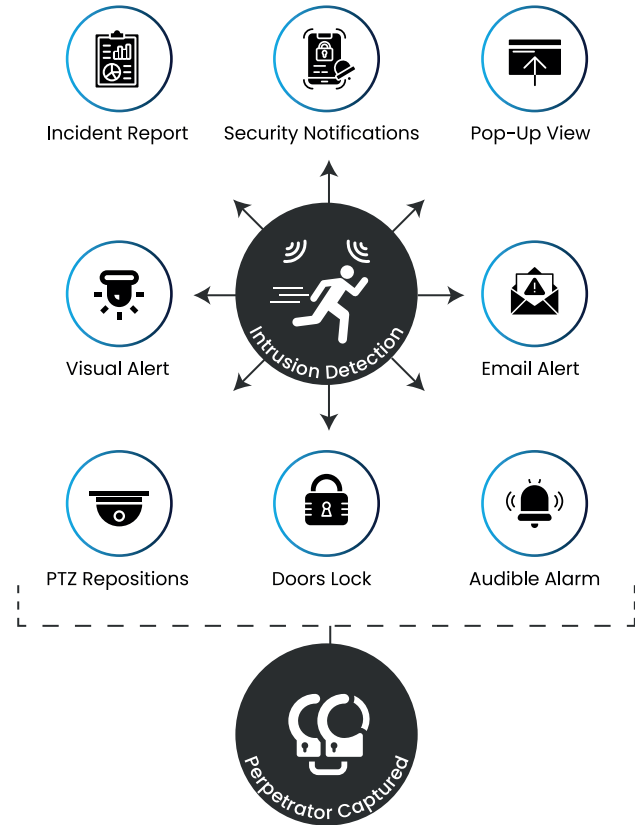 Incident Report
Security Notifications
Pop-Up View
Intrusion Detection
Visual Alert
Email Alert
PTZ Repositions
Doors Lock
Audible Alarm
Perpetrator Captured